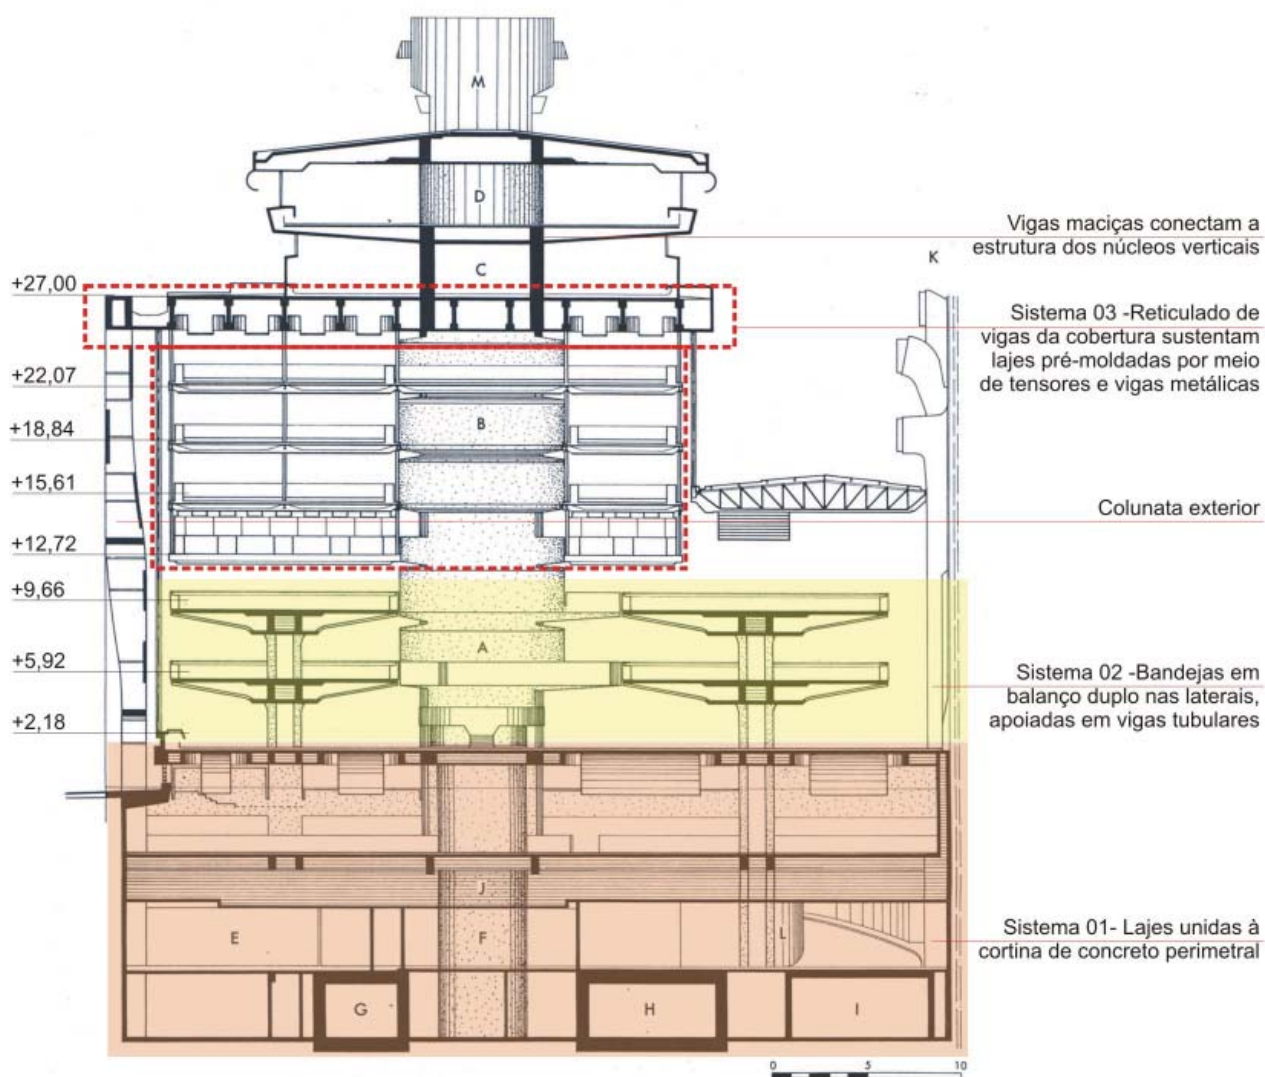 M
D
Vigas maciças conectam a
estrutura dos núcleos verticais
K
C
+27,00
Sistema 03 -Reticulado de
vigas da cobertura sustentam
lajes pré-moldadas por meio
de tensores e vigas metálicas
+22,07
B
+18,84
+15,61
Colunata exterior
+12,72
+9,66
A
+5,92
Sistema 02 -Bandejas em
balanço duplo nas laterais,
apoiadas em vigas tubulares
+2,18
J
E
F
L
Sistema 01- Lajes unidas à
cortina de concreto perimetral
G
H
I
0 5 10